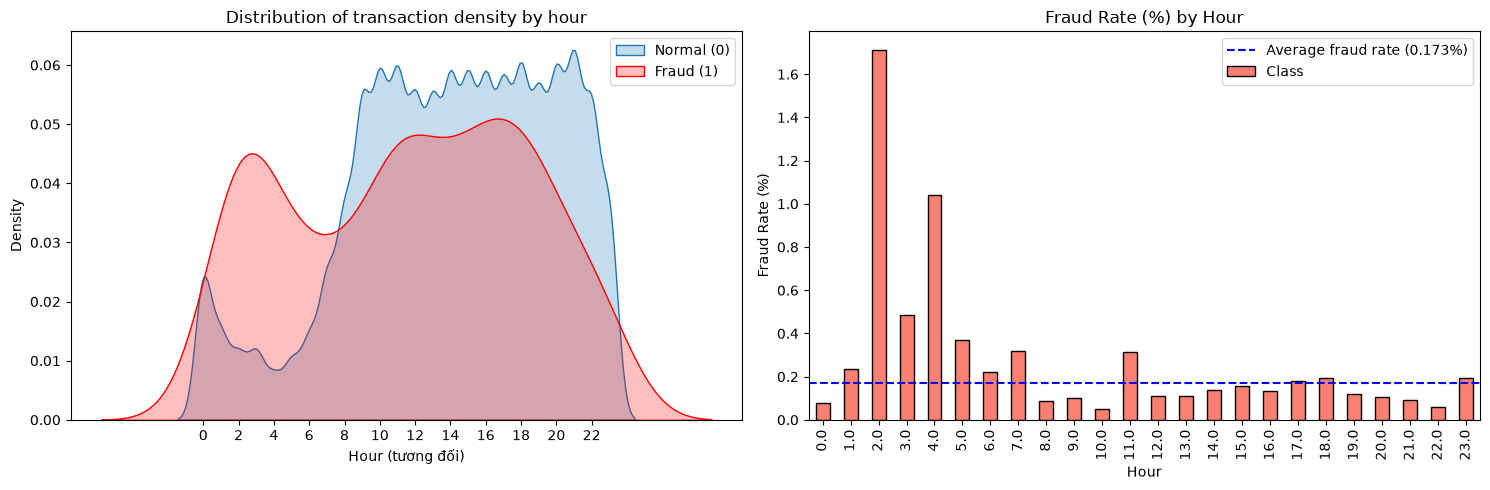 Distribution of transaction density by hour
Normal (0)
Fraud (1)
0.06
0.05
0.04
0.03
0.02
0.01
0.00
Density
0 2 4 6 8 10 12 14 16 18 20 22
Hour (tương đối)
Fraud Rate (%) by Hour
Average fraud rate (0.173%)
Class
1.6
1.4
1.2
1.0
0.8
0.6
0.4
0.2
0.0
Fraud Rate (%)
0.0 1.0 2.0 3.0 4.0 5.0 6.0 7.0 8.0 9.0 10.0 11.0 12.0 13.0 14.0 15.0 16.0 17.0 18.0 19.0 20.0 21.0 22.0 23.0
Hour